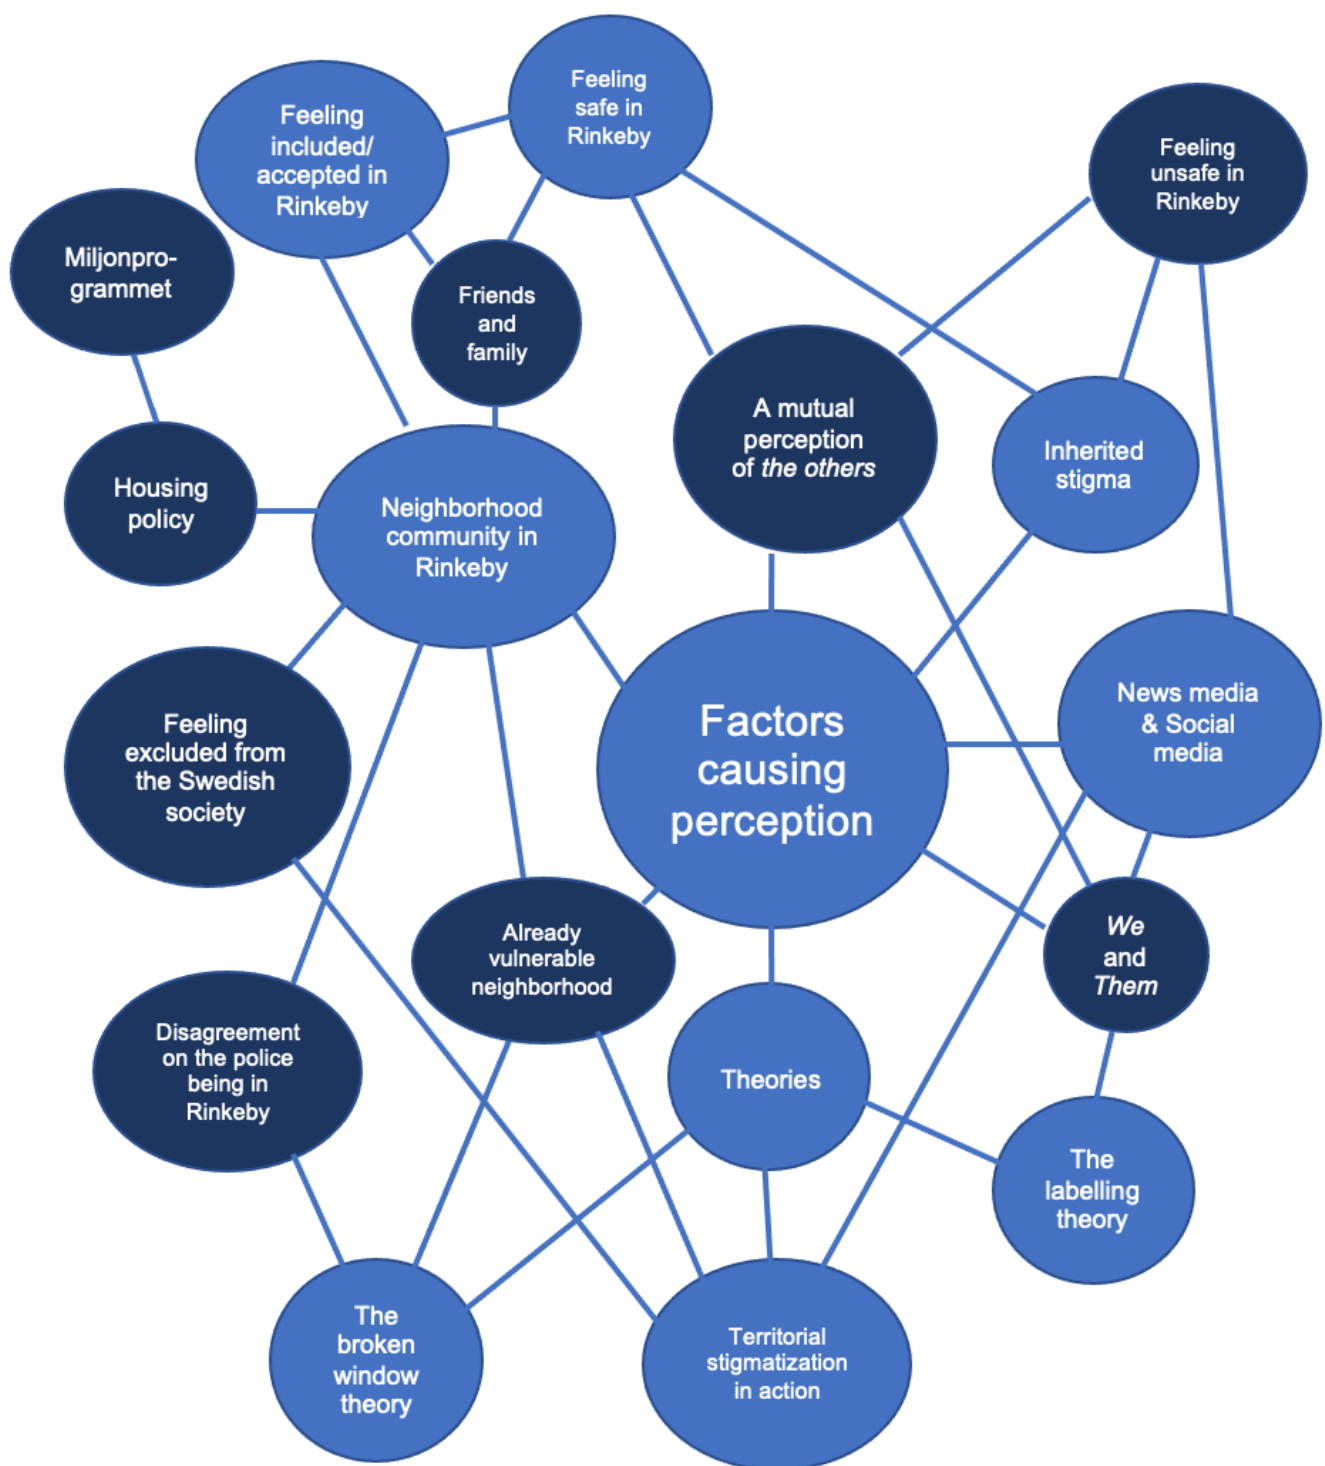 Feeling
safe in
Rinkeby
Feeling
included/
accepted in
Rinkeby
Feeling
unsafe in
Rinkeby
Miljonpro-
grammet
Friends
and
family
A mutual
perception
of the others
Inherited
stigma
Housing
policy
Neighborhood
community in
Rinkeby
News media
& Social
media
Feeling
excluded from
the Swedish
society
Factors
causing
perception
Already
vulnerable
neighborhood
We
and
Them
Disagreement
on the police
being in
Rinkeby
Theories
The
labelling
theory
The
broken
window
theory
Territorial
stigmatization
in action